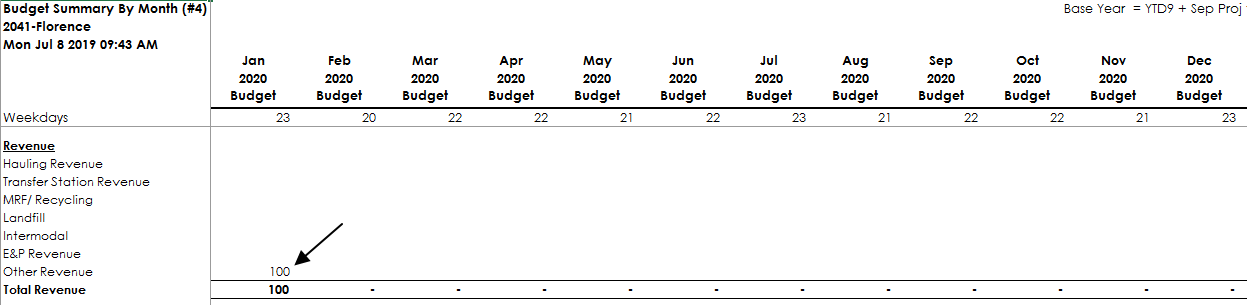 Budget Summary By Month (#4) Base Year = YTD9 + Sep Proj
2041-Florence
Mon Jul 8 2019 09:43 AM
Jan Feb Mar Apr May Jun Jul Aug Sep Oct Nov Dec
2020 2020 2020 2020 2020 2020 2020 2020 2020 2020 2020 2020
Budget Budget Budget Budget Budget Budget Budget Budget Budget Budget Budget Budget
Weekdays 23 20 22 22 21 22 23 21 22 22 21 23
Revenue
Hauling Revenue
Transfer Station Revenue
MRF/ Recycling
Landfill
Intermodal
E&P Revenue
Other Revenue 100
Total Revenue 100 - - - - - - - - - - -